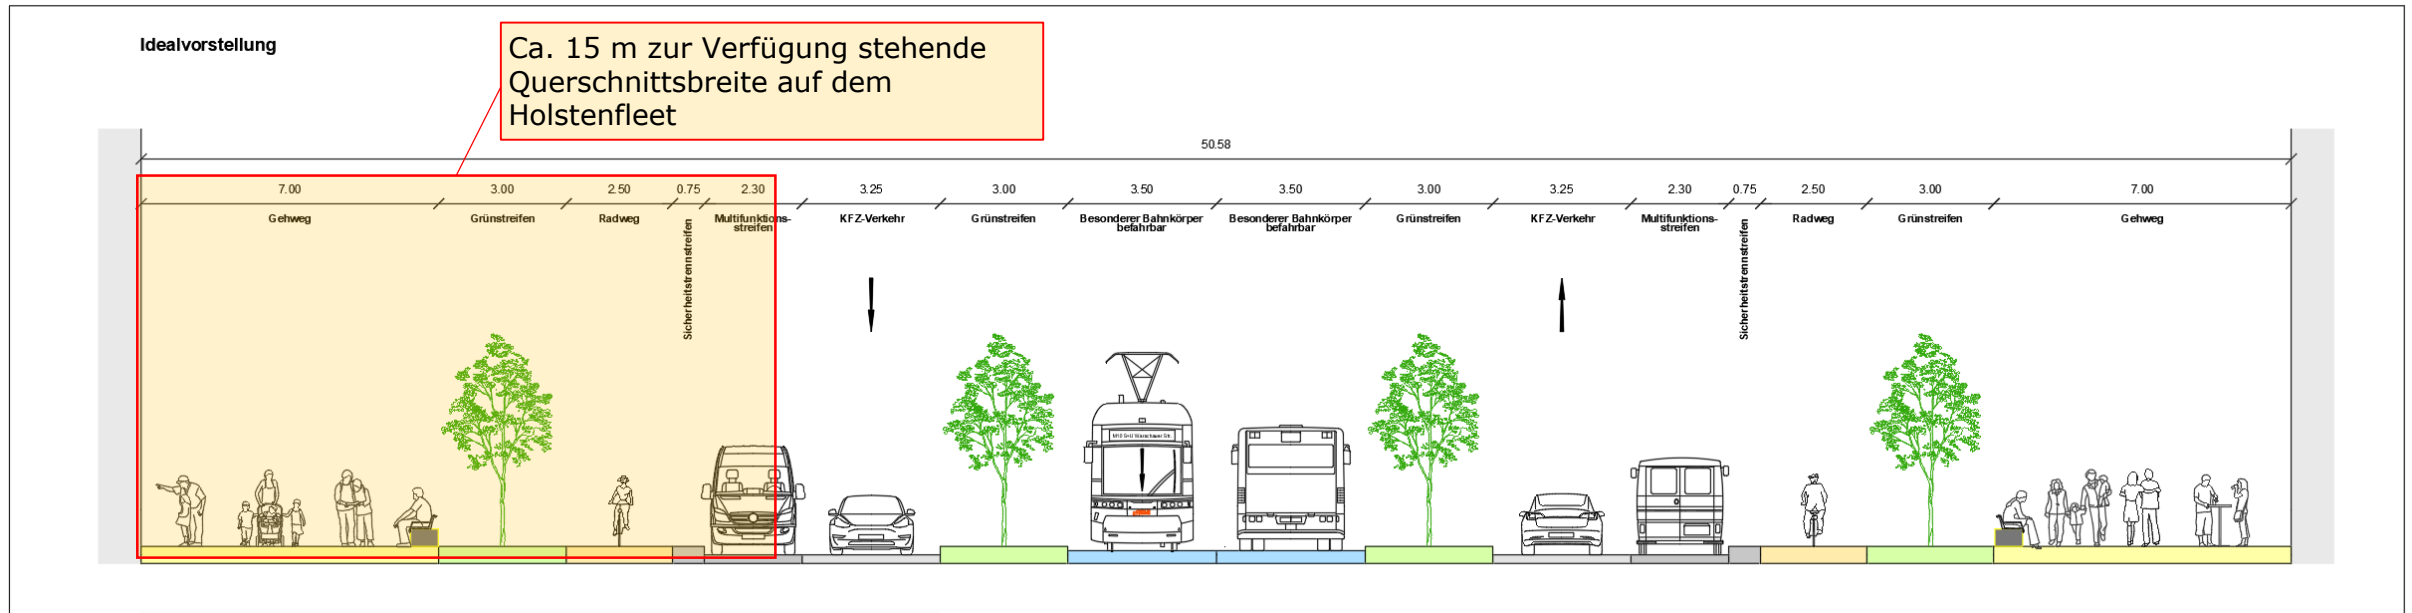 Idealvorstellung
Ca. 15 m zur Verfügung stehende
Querschnittsbreite auf dem
Holstenfleet
50.58
7.00 3.00 2.50 0.75 2.30 3.25 3.00 3.50 3.50 3.00 3.25 2.30 0.75 2.50 3.00 7.00
Gehweg Grünstreifen Radweg Sicherheitstrennstreifen Multifunktions- KFZ-Verkehr Grünstreifen Besonderer Bahnkörper Besonderer Bahnkörper Grünstreifen KFZ-Verkehr Multifunktions- Sicherheitstrennstreifen Radweg Grünstreifen Gehweg
streifen befahrbar befahrbar streifen